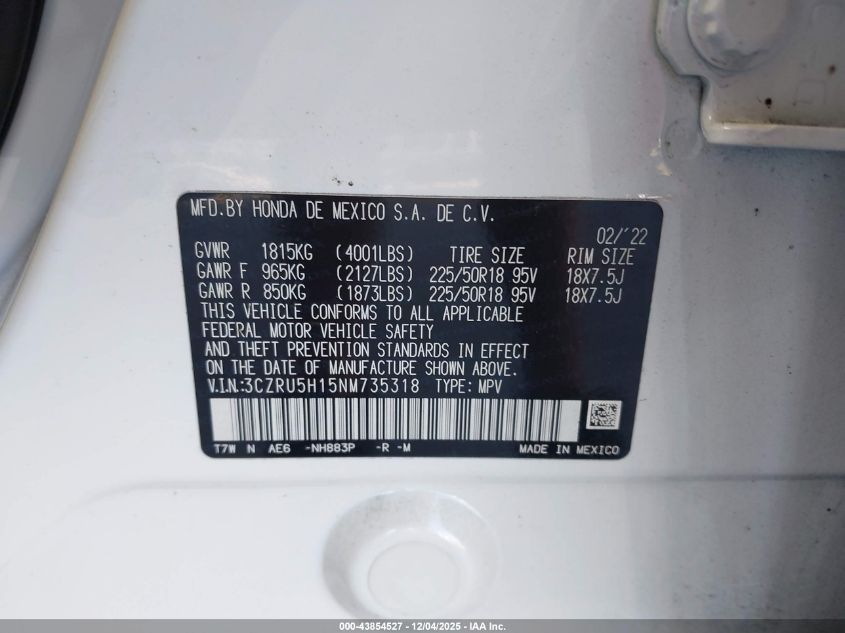 MFD.BY HONDA DE MEXICO S.A. DE C.V.
02/'22
GVWR 1815KG (4001LBS) TIRE SIZE RIM SIZE
GAWR F 965KG (2127LBS) 225/50R18 95V 18X7.5J
GAWR R 850KG (1873LBS) 225/50R18 95V 18X7.5J
THIS VEHICLE CONFORMS TO ALL APPLICABLE
FEDERAL MOTOR VEHICLE SAFETY
AND THEFT PREVENTION STANDARDS IN EFFECT
ON THE DATE OF MANUFACTURE SHOWN ABOVE.
V.I.N:3CZRU5H15NM735318 TYPE: MPV
T7W N AE6 -NH883P -R -M MADE IN MEXICO
000-43854527 - 12/04/2025 - IAA Inc.